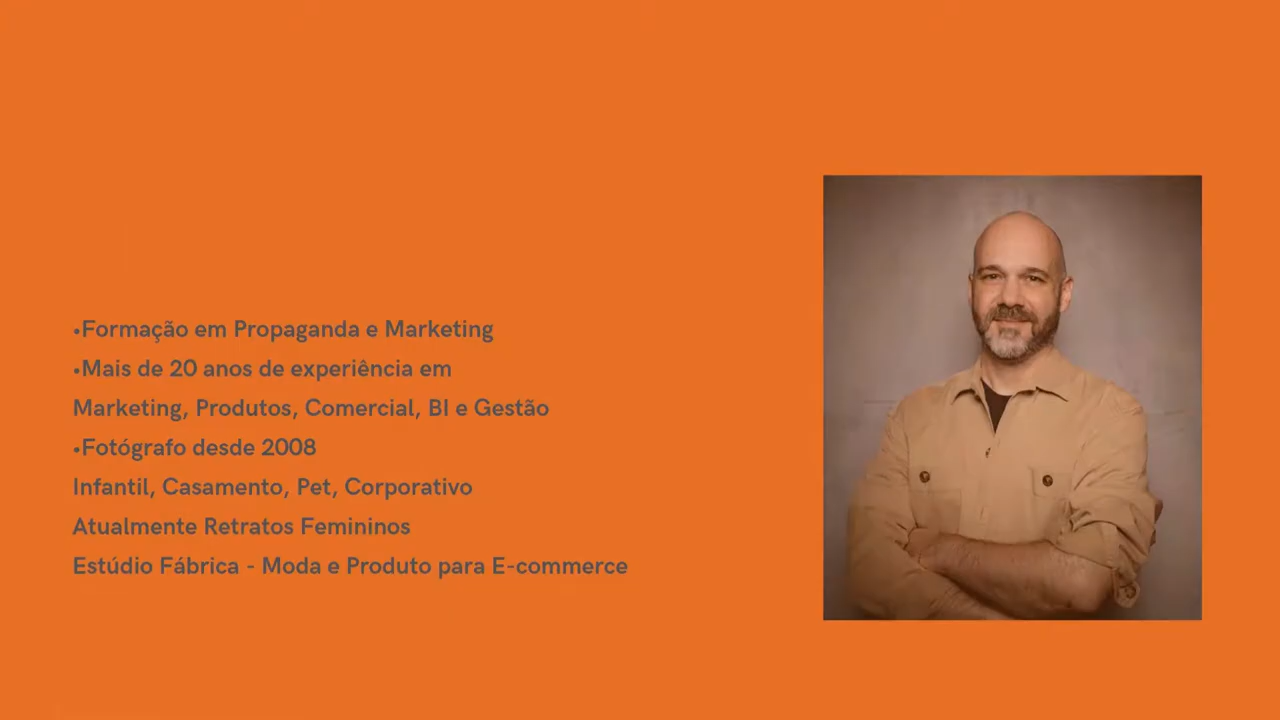 •Formação em Propaganda e Marketing
•Mais de 20 anos de experiência em
Marketing, Produtos, Comercial, BI e Gestão
•Fotógrafo desde 2008
Infantil, Casamento, Pet, Corporativo
Atualmente Retratos Femininos
Estúdio Fábrica - Moda e Produto para E-commerce